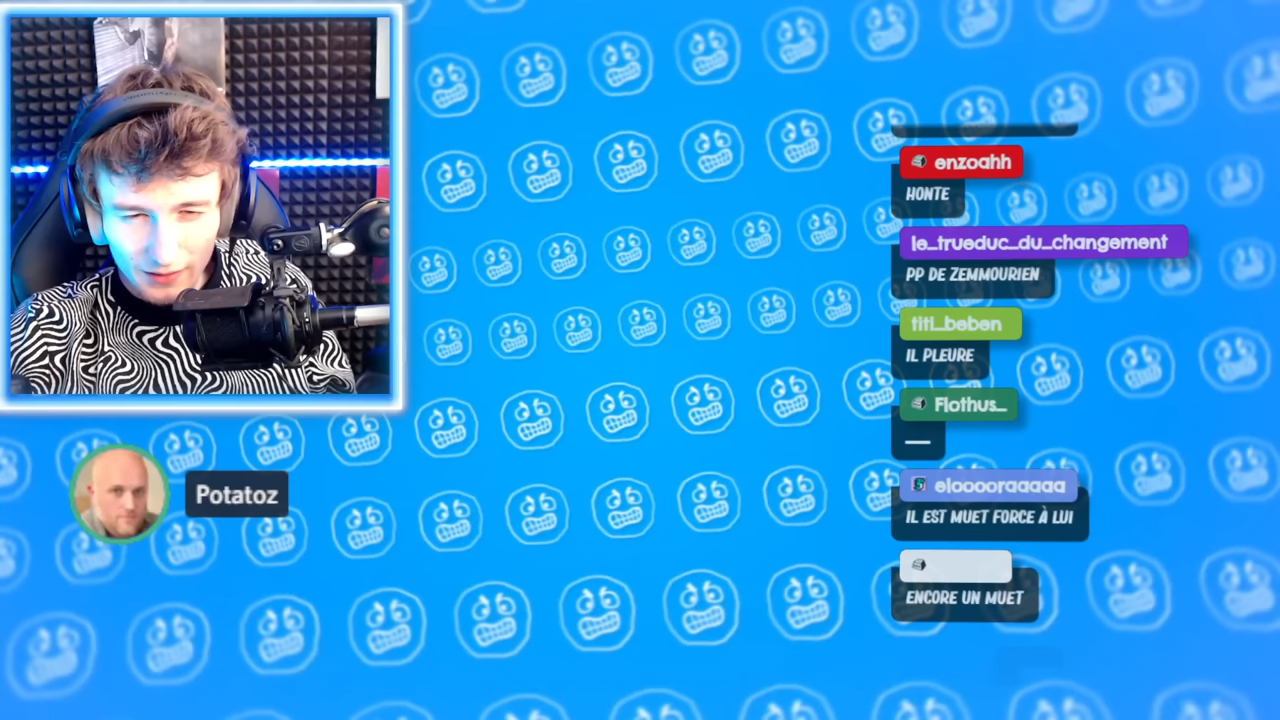 enzoahh
HONTE
le_trueduc_du_changement
PP DE ZEMMOURIEN
titi_beben
IL PLEURE
Flothus_
—
elooooraaaaa
IL EST MUET FORCE À LUI
ENCORE UN MUET
Potatoz